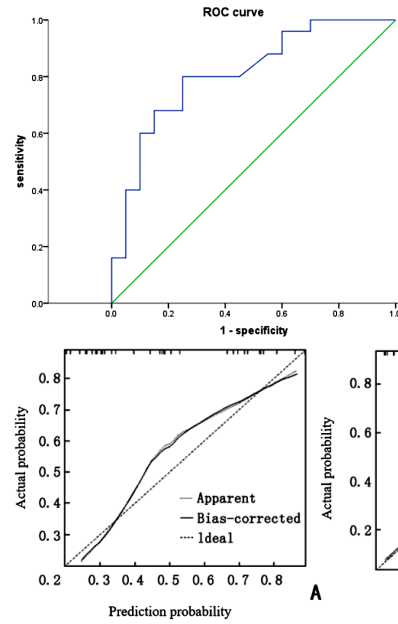 ROC curve
1.0
0.8
0.6
0.4
0.2
0.0
sensitivity
0.0 0.2 0.4 0.6 0.8 1.0
1 - specificity
0.8
0.7
0.6
0.5
0.4
0.3
Actual probability
Apparent
Bias-corrected
Ideal
0.2 0.3 0.4 0.5 0.6 0.7 0.8
A
Prediction probability
0.8
0.6
0.4
0.2
Actual probability